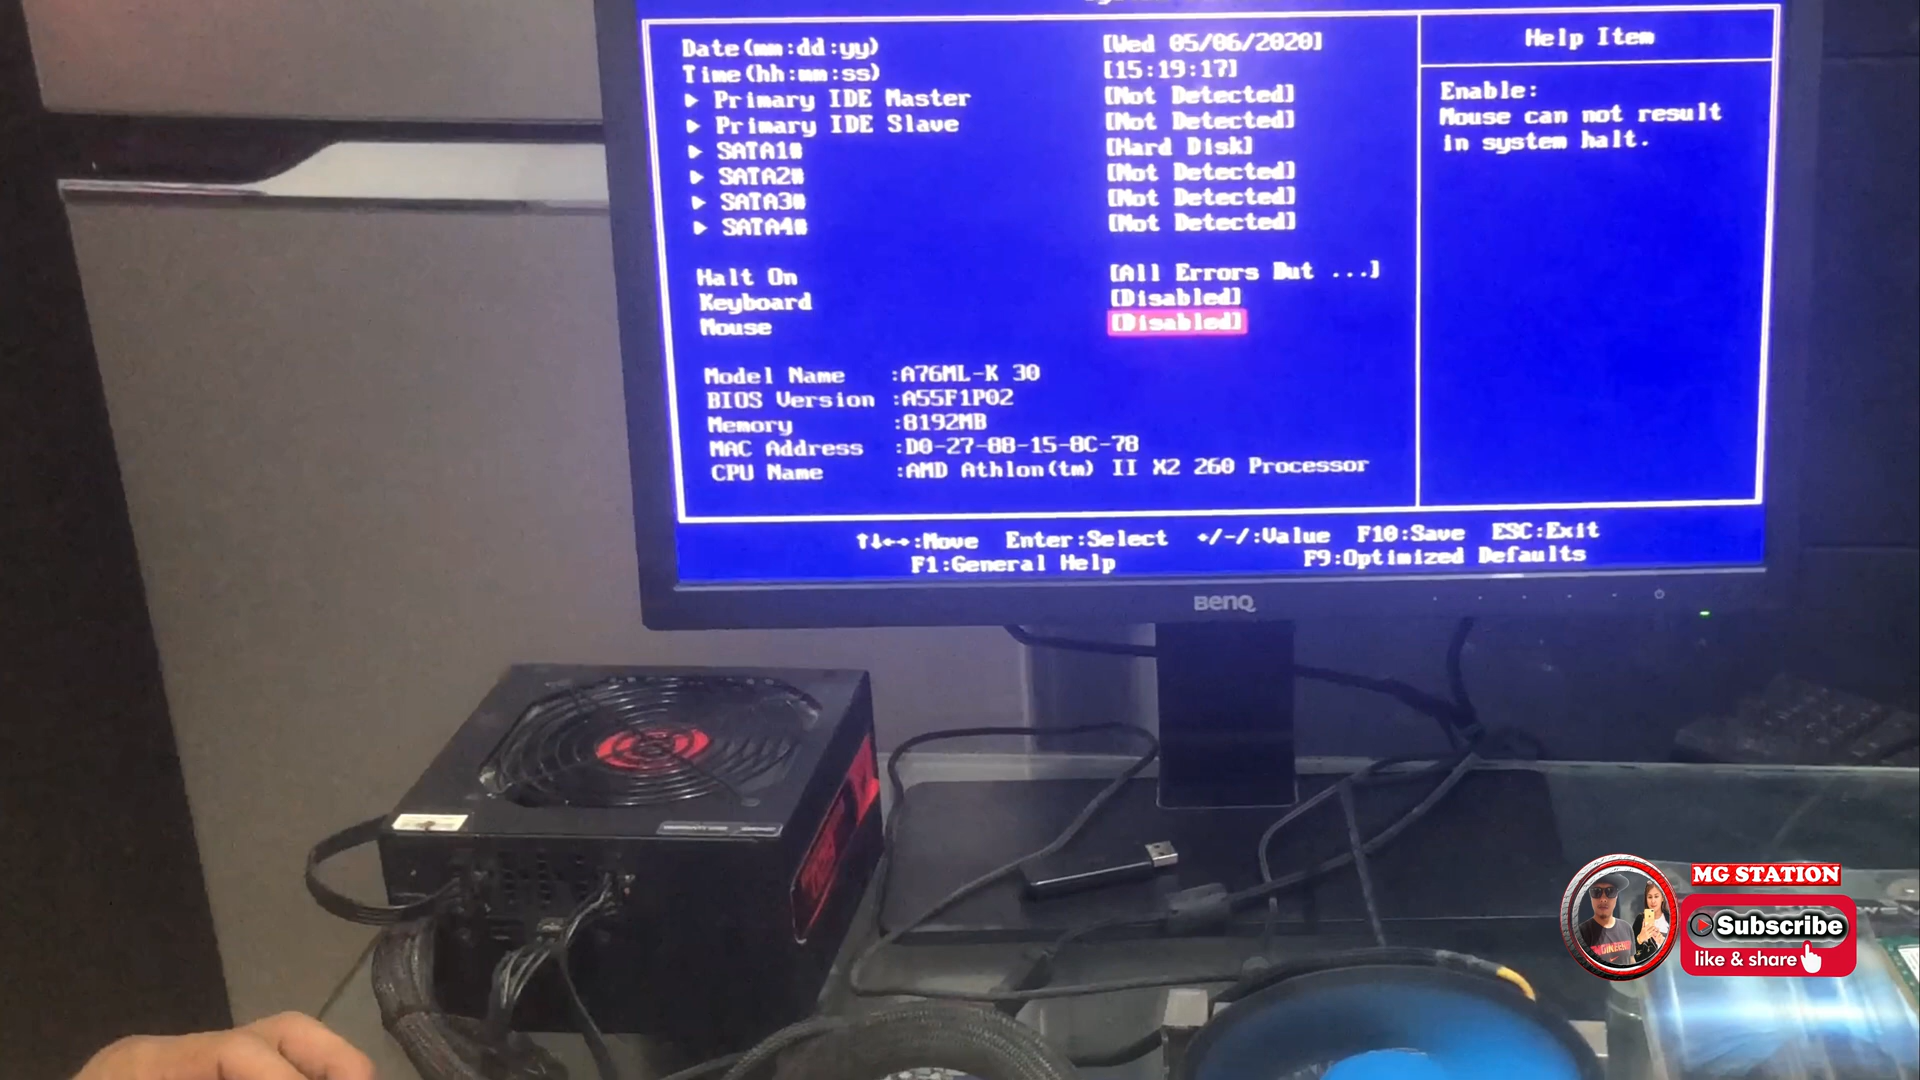 Help Item
Date(mm:dd:yy) [Wed 05/06/2020]
Time(hh:mm:ss) [15:19:17]
Primary IDE Master [Not Detected]
Primary IDE Slave [Not Detected]
SATA1# [Hard Disk]
SATA2# [Not Detected]
SATA3# [Not Detected]
SATA4# [Not Detected]
Halt On [All Errors But ...]
Keyboard [Disabled]
Mouse [Disabled]
Model Name :A76ML-K 30
BIOS Version :A55F1P02
Memory :8192MB
MAC Address :D0-27-88-15-8C-78
CPU Name :AMD Athlon(tm) II X2 260 Processor
Enable:
Mouse can not result
in system halt.
↑↓←→:Move Enter:Select +/-/:Value F10:Save ESC:Exit
F1:General Help F9:Optimized Defaults
BenQ
MG STATION
Subscribe
like & share